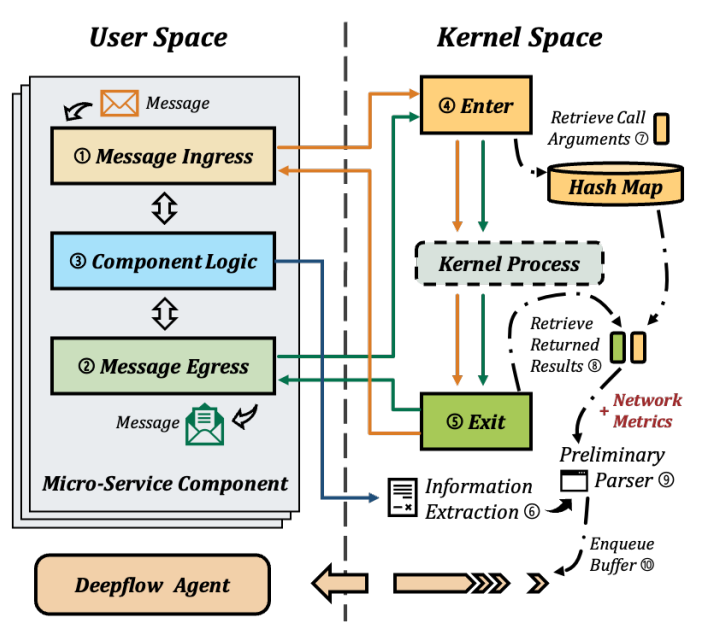 User Space
Kernel Space
Message
① Message Ingress
③ Component Logic
② Message Egress
Message
Micro-Service Component
④ Enter
Retrieve Call
Arguments ⑦
Hash Map
Kernel Process
Retrieve
Returned
Results ⑧
+ Network
Metrics
⑤ Exit
Preliminary
Parser ⑨
Information
Extraction ⑥
Enqueue
Buffer ⑩
Deepflow Agent